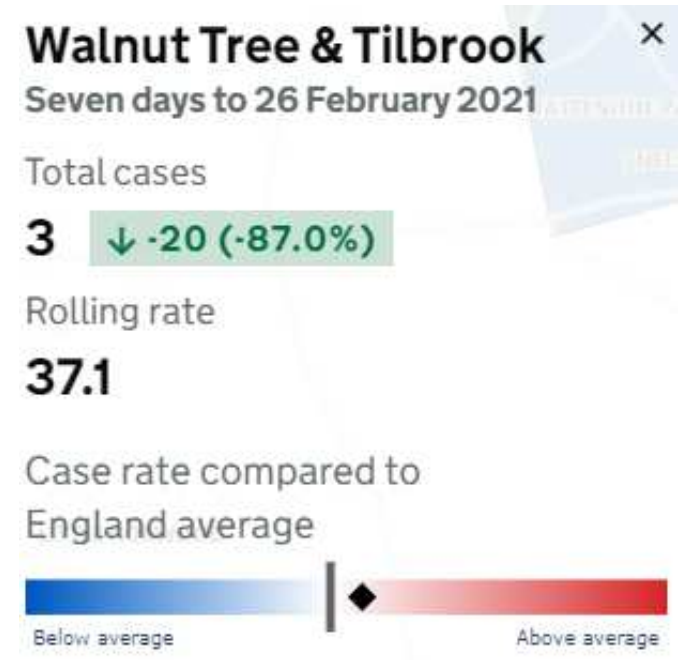 Walnut Tree & Tilbrook
Seven days to 26 February 2021
Total cases
3 ↓ -20 (-87.0%)
Rolling rate
37.1
Case rate compared to
England average
Below average Above average